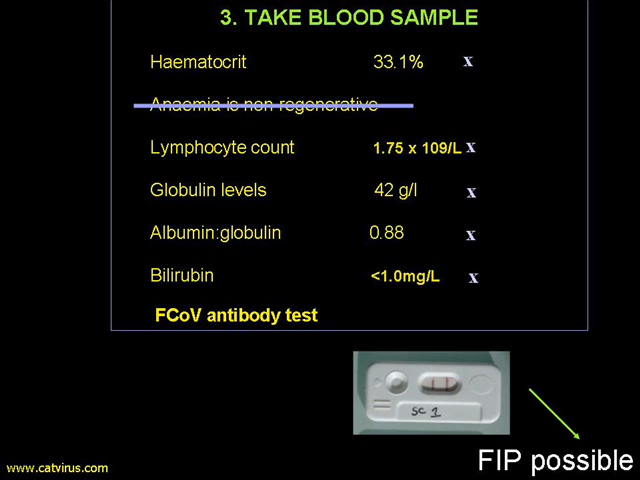 3. TAKE BLOOD SAMPLE
Haematocrit 33.1% x
Anaemia is non regenerative
Lymphocyte count 1.75 x 109/L x
Globulin levels 42 g/l x
Albumin:globulin 0.88 x
Bilirubin <1.0mg/L x
FCoV antibody test
SC 1
FIP possible
www.catvirus.com